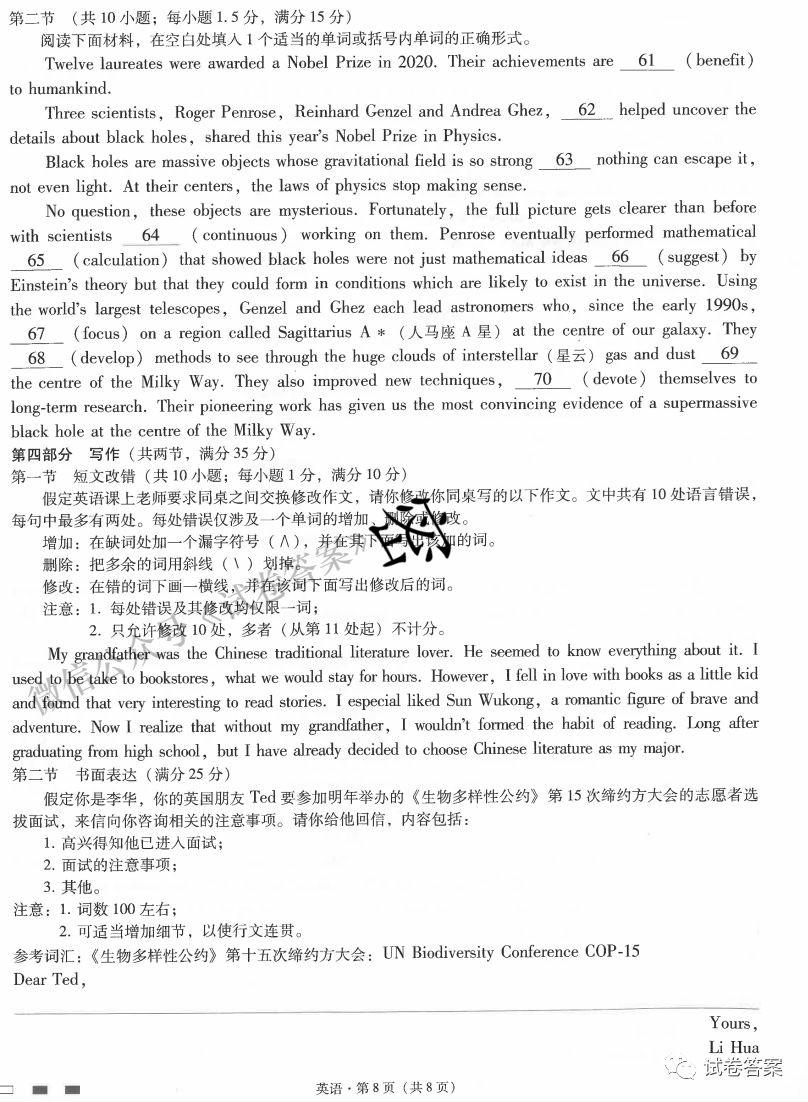 第二节 (共 10 小题; 每小题 1. 5 分, 满分 15 分)
阅读下面材料, 在空白处填入 1 个适当的单词或括号内单词的正确形式。
Twelve laureates were awarded a Nobel Prize in 2020. Their achievements are 61 (benefit)
to humankind.
Three scientists, Roger Penrose, Reinhard Genzel and Andrea Ghez, 62 helped uncover the
details about black holes, shared this year's Nobel Prize in Physics.
Black holes are massive objects whose gravitational field is so strong 63 nothing can escape it,
not even light. At their centers, the laws of physics stop making sense.
No question, these objects are mysterious. Fortunately, the full picture gets clearer than before
with scientists 64 (continuous) working on them. Penrose eventually performed mathematical
65 (calculation) that showed black holes were not just mathematical ideas 66 (suggest) by
Einstein's theory but that they could form in conditions which are likely to exist in the universe. Using
the world's largest telescopes, Genzel and Ghez each lead astronomers who, since the early 1990s,
67 (focus) on a region called Sagittarius A * (人马座 A 星) at the centre of our galaxy. They
68 (develop) methods to see through the huge clouds of interstellar (星云) gas and dust 69
the centre of the Milky Way. They also improved new techniques, 70 (devote) themselves to
long-term research. Their pioneering work has given us the most convincing evidence of a supermassive
black hole at the centre of the Milky Way.
第四部分 写作 (共两节, 满分 35 分)
第一节 短文改错 (共 10 小题; 每小题 1 分, 满分 10 分)
假定英语课上老师要求同桌之间交换修改作文, 请你修改你同桌写的以下作文。文中共有 10 处语言错误,
每句中最多有两处。每处错误仅涉及一个单词的增加、删除或修改。
增加: 在缺词处加一个漏字符号 (∧), 并在其下面写出该加的词。
删除: 把多余的词用斜线 (\) 划掉。
修改: 在错的词下画一横线, 并在该词下面写出修改后的词。
注意: 1. 每处错误及其修改均仅限一词;
2. 只允许修改 10 处, 多者 (从第 11 处起) 不计分。
My grandfather was the Chinese traditional literature lover. He seemed to know everything about it. I
used to be take to bookstores, what we would stay for hours. However, I fell in love with books as a little kid
and found that very interesting to read stories. I especial liked Sun Wukong, a romantic figure of brave and
adventure. Now I realize that without my grandfather, I wouldn't formed the habit of reading. Long after
graduating from high school, but I have already decided to choose Chinese literature as my major.
第二节 书面表达 (满分 25 分)
假定你是李华, 你的英国朋友 Ted 要参加明年举办的《生物多样性公约》第 15 次缔约方大会的志愿者选
拔面试, 来信向你咨询相关的注意事项。请你给他回信, 内容包括:
1. 高兴得知他已进入面试;
2. 面试的注意事项;
3. 其他。
注意: 1. 词数 100 左右;
2. 可适当增加细节, 以使行文连贯。
参考词汇:《生物多样性公约》第十五次缔约方大会: UN Biodiversity Conference COP-15
Dear Ted,
Yours,
Li Hua
英语·第 8 页 (共 8 页)
试卷答案
微信公众号《试卷答案》
密